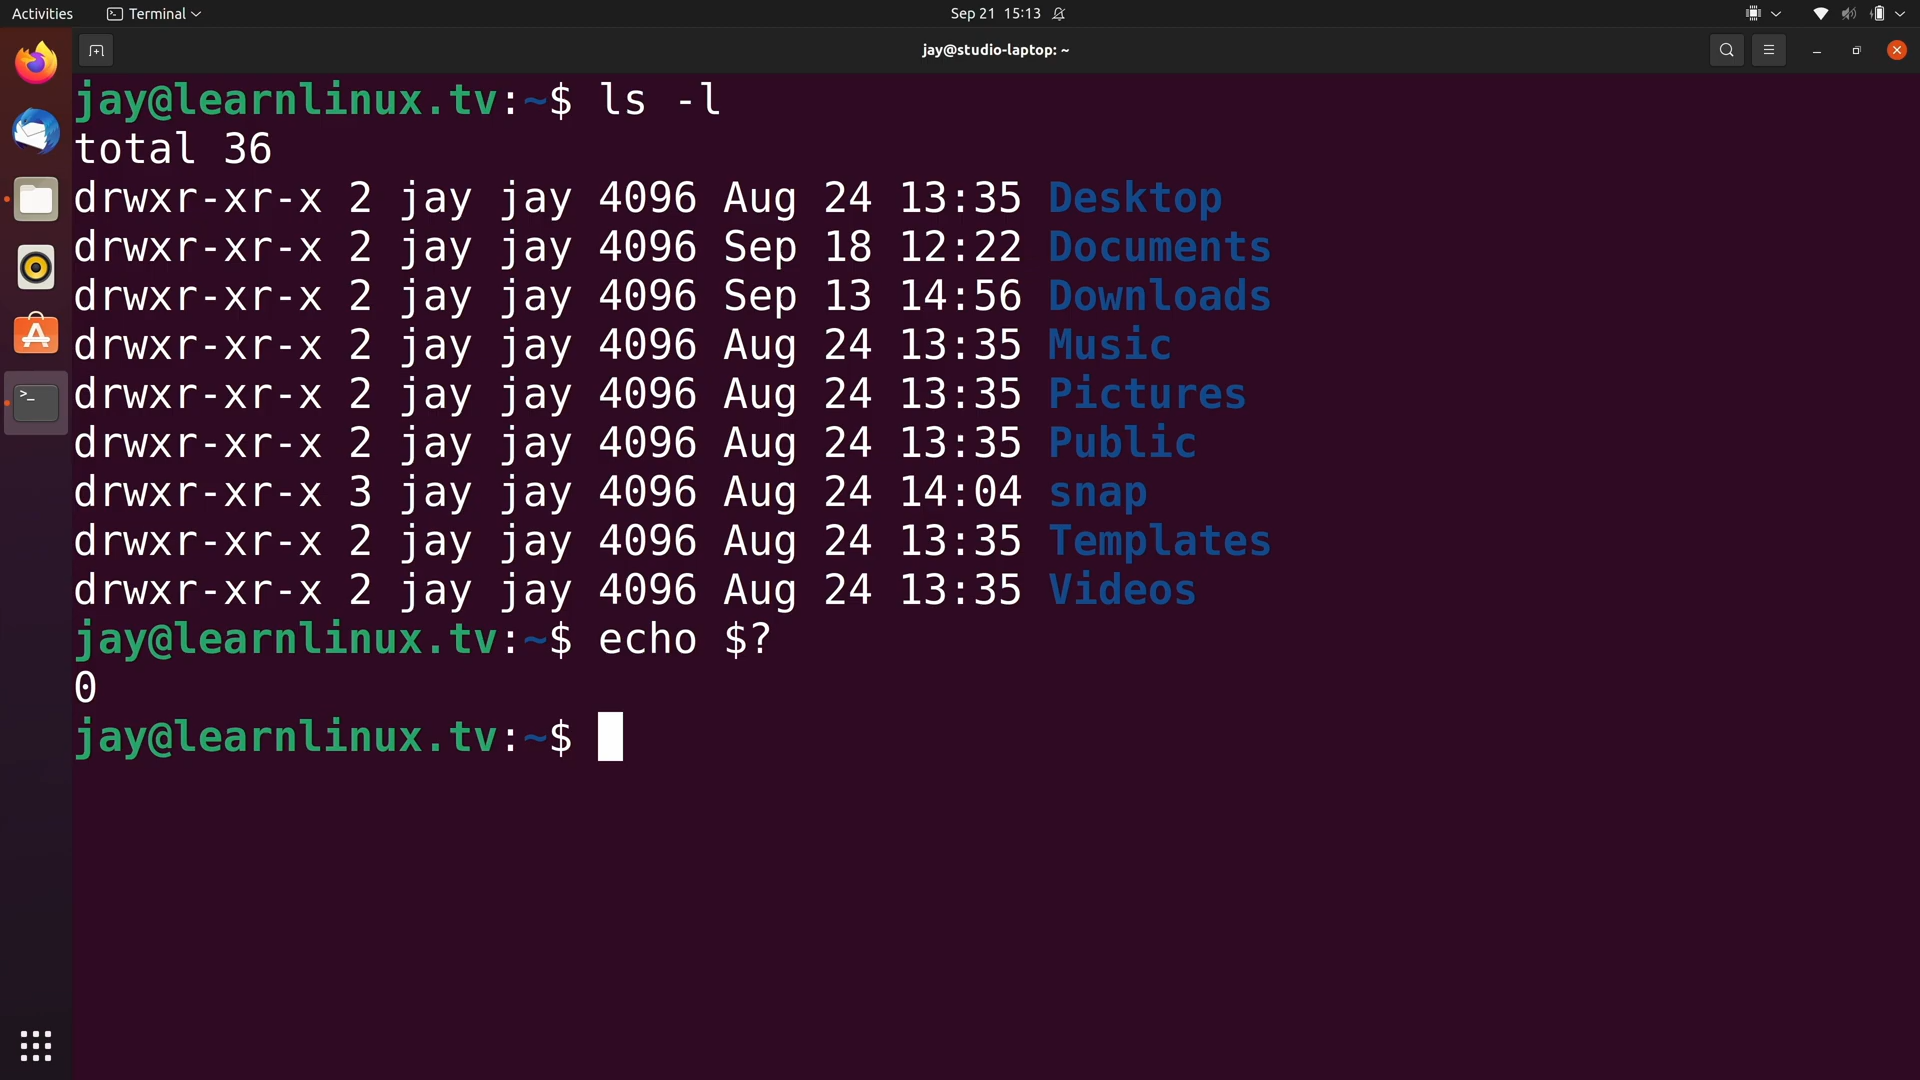 Activities Terminal Sep 21 15:13
jay@studio-laptop: ~
jay@learnlinux.tv:~$ ls -l
total 36
drwxr-xr-x 2 jay jay 4096 Aug 24 13:35 Desktop
drwxr-xr-x 2 jay jay 4096 Sep 18 12:22 Documents
drwxr-xr-x 2 jay jay 4096 Sep 13 14:56 Downloads
drwxr-xr-x 2 jay jay 4096 Aug 24 13:35 Music
drwxr-xr-x 2 jay jay 4096 Aug 24 13:35 Pictures
drwxr-xr-x 2 jay jay 4096 Aug 24 13:35 Public
drwxr-xr-x 3 jay jay 4096 Aug 24 14:04 snap
drwxr-xr-x 2 jay jay 4096 Aug 24 13:35 Templates
drwxr-xr-x 2 jay jay 4096 Aug 24 13:35 Videos
jay@learnlinux.tv:~$ echo $?
0
jay@learnlinux.tv:~$